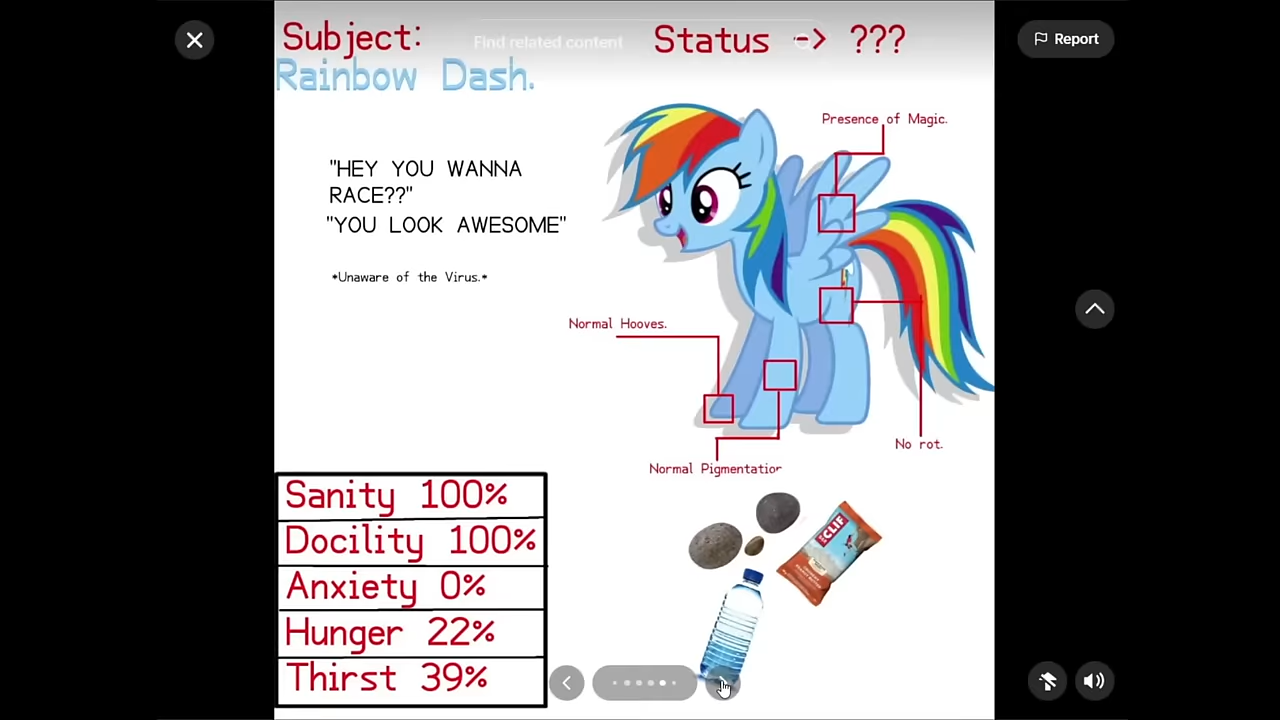 Subject:
Find related content
Status -> ???
Report
Rainbow Dash.
Presence of Magic.
"HEY YOU WANNA
RACE??"
"YOU LOOK AWESOME"
*Unaware of the Virus.*
Normal Hooves.
No rot.
Normal Pigmentation
Sanity 100%
Docility 100%
Anxiety 0%
Hunger 22%
Thirst 39%
CLIF